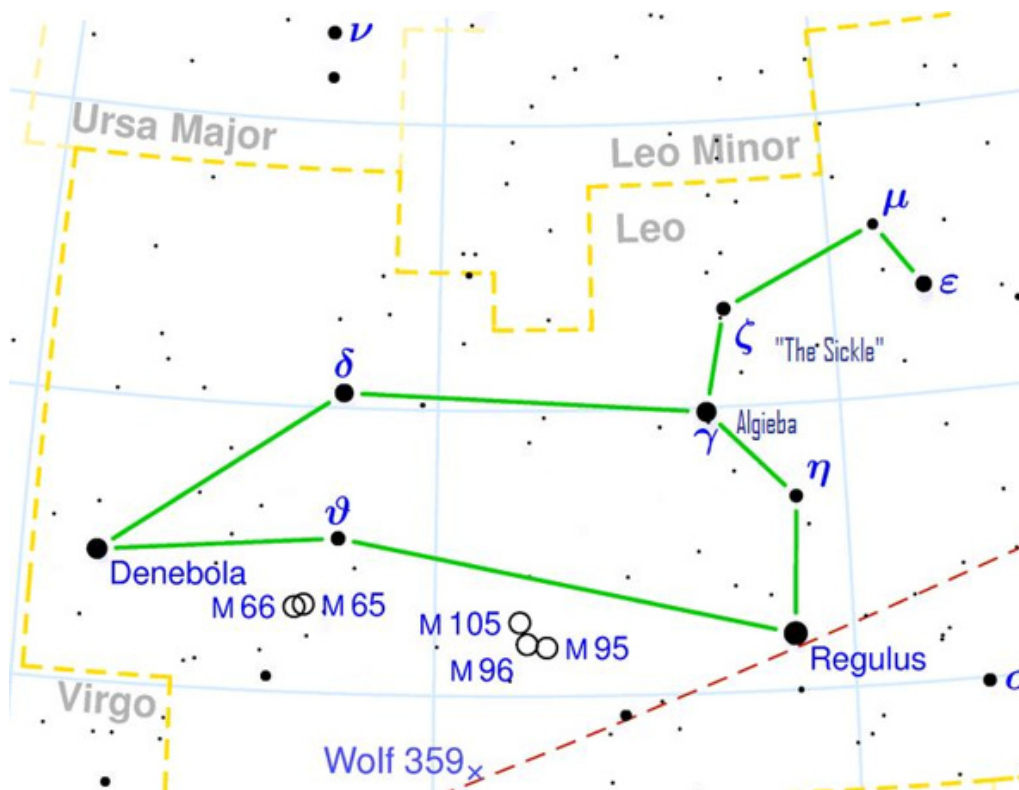 ν
Ursa Major
Leo Minor
μ
Leo
ε
ζ
"The Sickle"
δ
γ
Algieba
η
ϑ
Denebola
M 66
M 65
M 105
M 95
M 96
Regulus
Virgo
Wolf 359